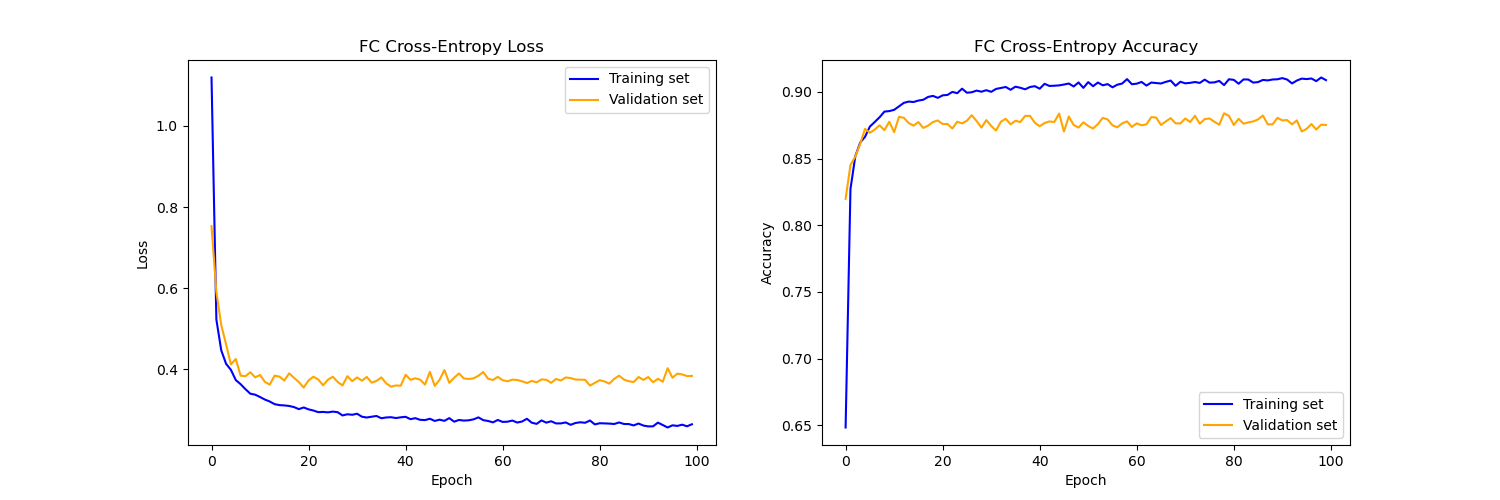 FC Cross-Entropy Loss
Training set
Validation set
1.0
0.8
0.6
0.4
Loss
0
20
40
60
80
100
Epoch
FC Cross-Entropy Accuracy
0.90
0.85
0.80
0.75
0.70
0.65
Accuracy
Training set
Validation set
0
20
40
60
80
100
Epoch